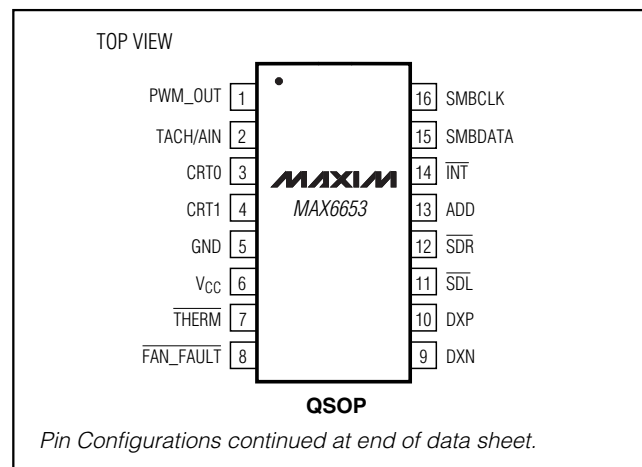 TOP VIEW
PWM_OUT 1
TACH/AIN 2
CRT0 3
CRT1 4
GND 5
VCC 6
THERM 7
FAN_FAULT 8
MAXIM
MAX6653
16 SMBCLK
15 SMBDATA
14 INT
13 ADD
12 SDR
11 SDL
10 DXP
9 DXN
QSOP
Pin Configurations continued at end of data sheet.